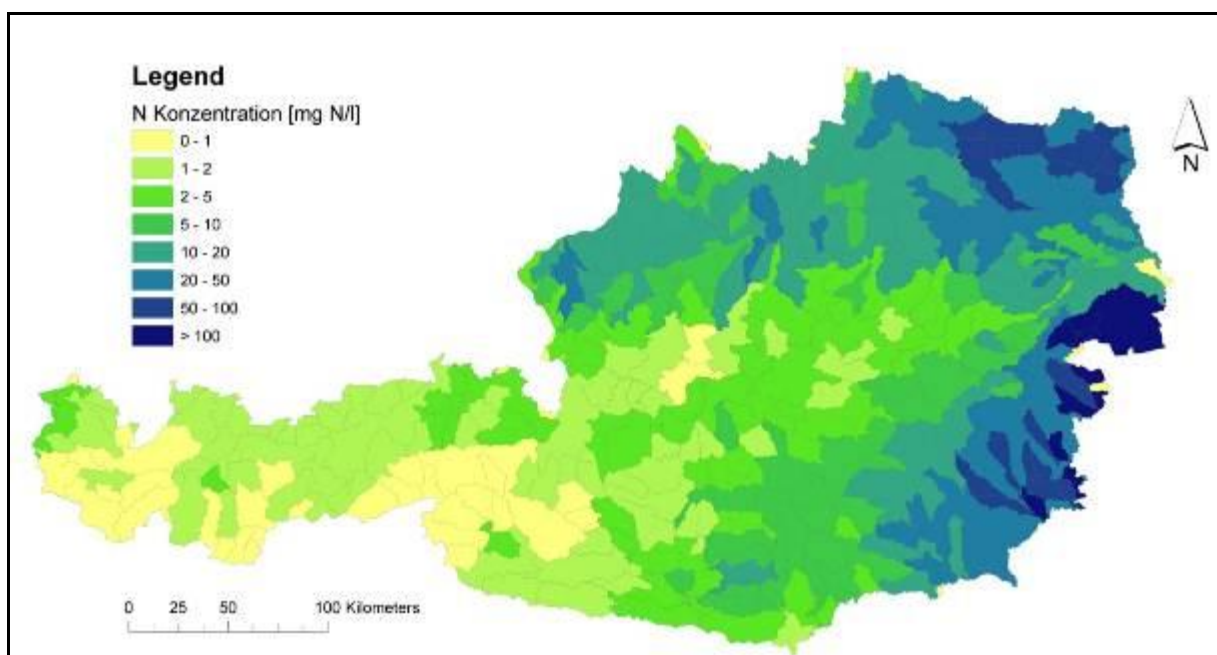 Legend
N Konzentration [mg N/l]
0 - 1
1 - 2
2 - 5
5 - 10
10 - 20
20 - 50
50 - 100
> 100
N
0 25 50 100 Kilometers